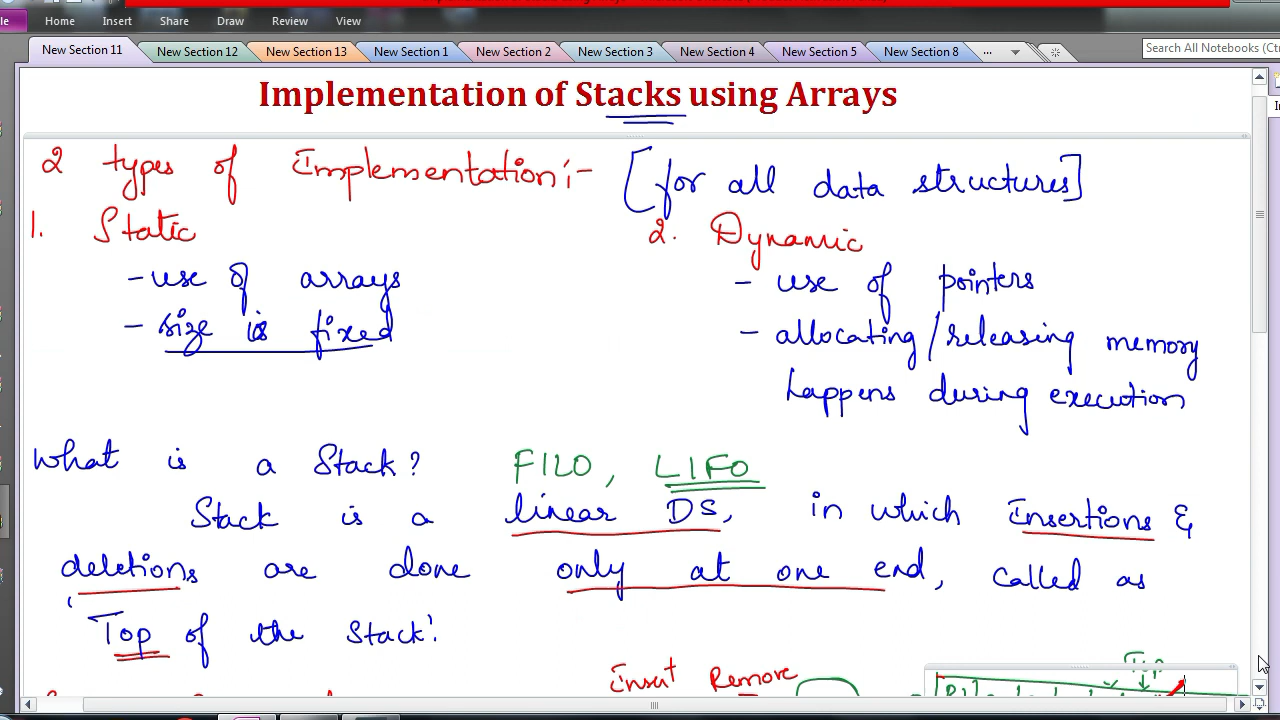 Home Insert Share Draw Review View
New Section 11 New Section 12 New Section 13 New Section 1 New Section 2 New Section 3 New Section 4 New Section 5 New Section 8 ... Search All Notebooks (Ct
Implementation of Stacks using Arrays
2 types of Implementation:- [for all data structures]
1. Static
- use of arrays
- size is fixed
2. Dynamic
- use of pointers
- allocating/releasing memory
happens during execution
What is a Stack? FILO, LIFO
Stack is a linear DS, in which Insertions &
deletions are done only at one end, called as
'Top of the Stack'.
Insert Remove
Top